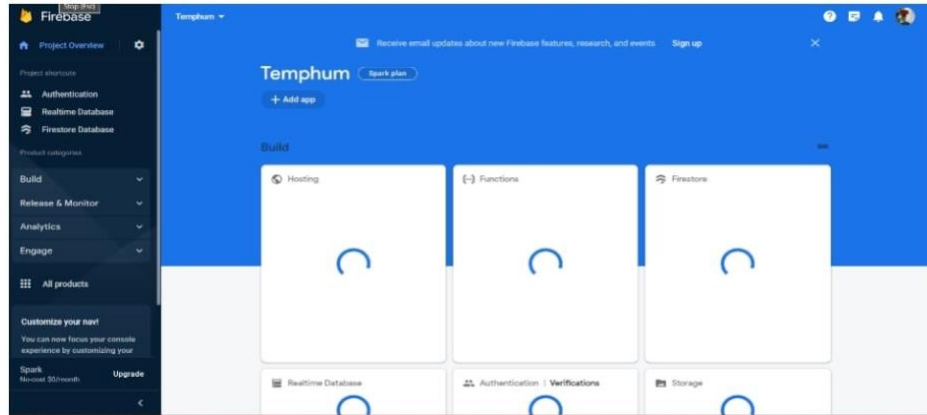 Stop (Esc)
Firebase
Temphum
Project Overview
Receive email updates about new Firebase features, research, and events Sign up
Project shortcuts
Authentication
Realtime Database
Firestore Database
Product categories
Build
Release & Monitor
Analytics
Engage
All products
Customize your nav!
You can now focus your console
experience by customizing your
Spark
No-cost $0/month
Upgrade
Temphum Spark plan
+ Add app
Build
Hosting
Functions
Firestore
Realtime Database
Authentication | Verifications
Storage